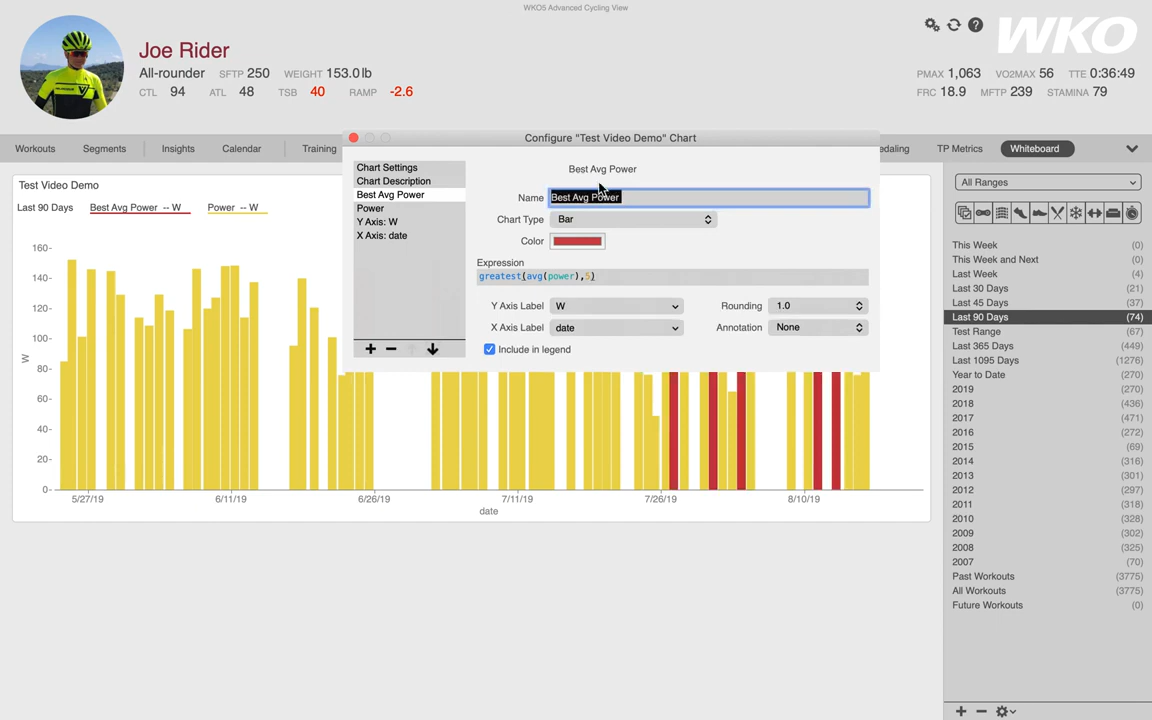 WKO5 Advanced Cycling View
Joe Rider
All-rounder SFTP 250 WEIGHT 153.0 lb
CTL 94 ATL 48 TSB 40 RAMP -2.6
WKO
PMAX 1,063 VO2MAX 56 TTE 0:36:49
FRC 18.9 MFTP 239 STAMINA 79
Workouts Segments Insights Calendar Training
eduling TP Metrics Whiteboard
Test Video Demo
Last 90 Days Best Avg Power -- W Power -- W
160-
140-
120-
100-
80-
60-
40-
20-
0-
W
5/27/19 6/11/19 6/26/19 7/11/19 7/26/19 8/10/19
date
Configure "Test Video Demo" Chart
Chart Settings
Chart Description
Best Avg Power
Power
Y Axis: W
X Axis: date
Best Avg Power
Name Best Avg Power
Chart Type Bar
Color
Expression
greatest(avg(power),5)
Y Axis Label W Rounding 1.0
X Axis Label date Annotation None
Include in legend
All Ranges
This Week (0)
This Week and Next (0)
Last Week (4)
Last 30 Days (21)
Last 45 Days (37)
Last 90 Days (74)
Test Range (67)
Last 365 Days (449)
Last 1095 Days (1276)
Year to Date (270)
2019 (270)
2018 (436)
2017 (471)
2016 (272)
2015 (69)
2014 (316)
2013 (301)
2012 (297)
2011 (318)
2010 (328)
2009 (302)
2008 (325)
2007 (70)
Past Workouts (3775)
All Workouts (3775)
Future Workouts (0)